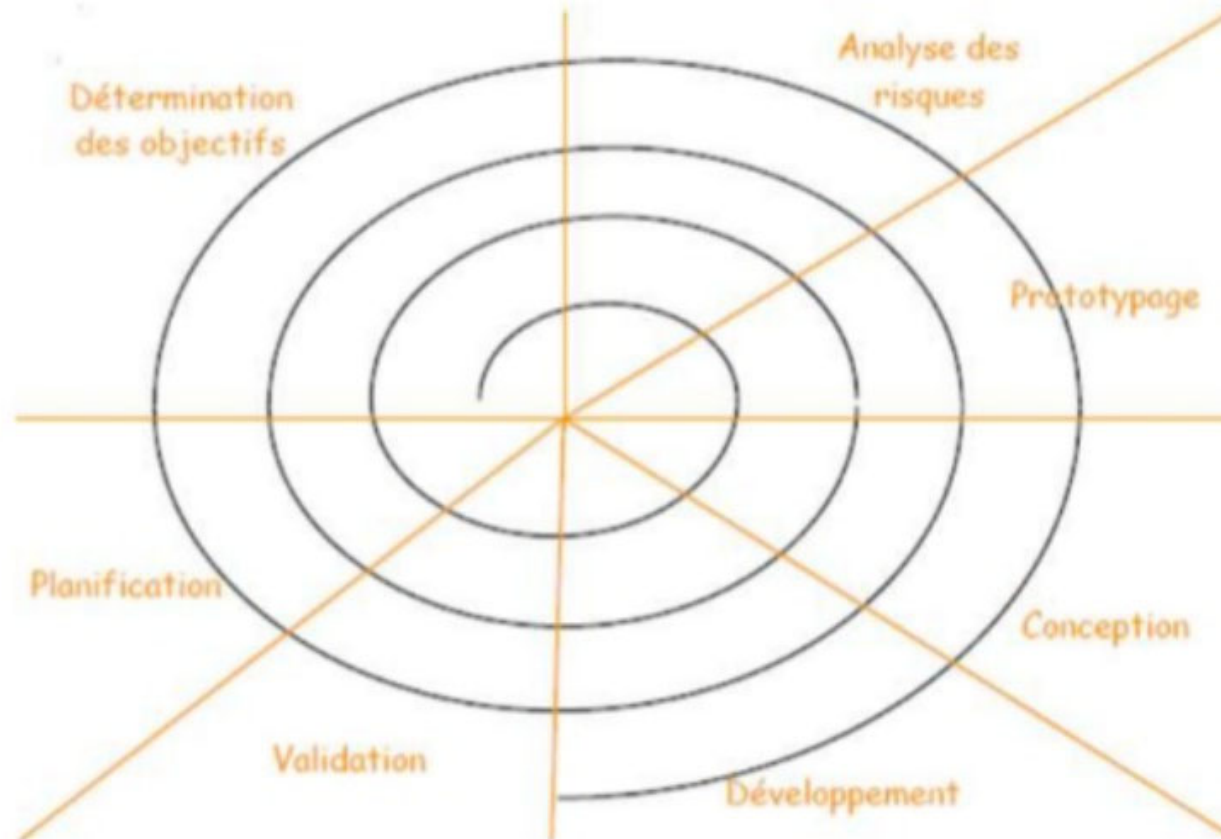 Analyse des
risques
Détermination
des objectifs
Prototypage
Planification
Conception
Validation
Développement